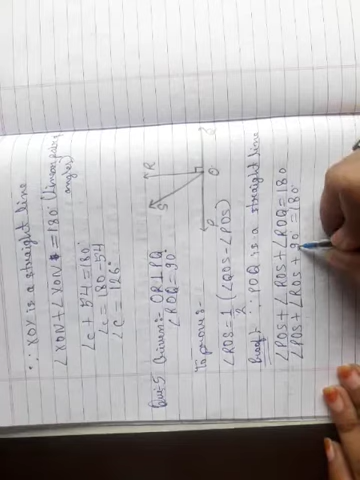 ∵ XOY is a straight line
∠XON + ∠YON = 180° (Linear pair angles)
∠c + 54 = 180°
∠c = 180 - 54
∠c = 126°
Que:5 Given:- OR⊥PQ
∠ROQ = 90°
To prove:-
∠ROS = 1/2 (∠QOS - ∠POS)
Proof:- ∵ POQ is a straight line
∠POS + ∠ROS + ∠ROQ = 180
∠POS + ∠ROS + 90° = 180°
R
S
O
P